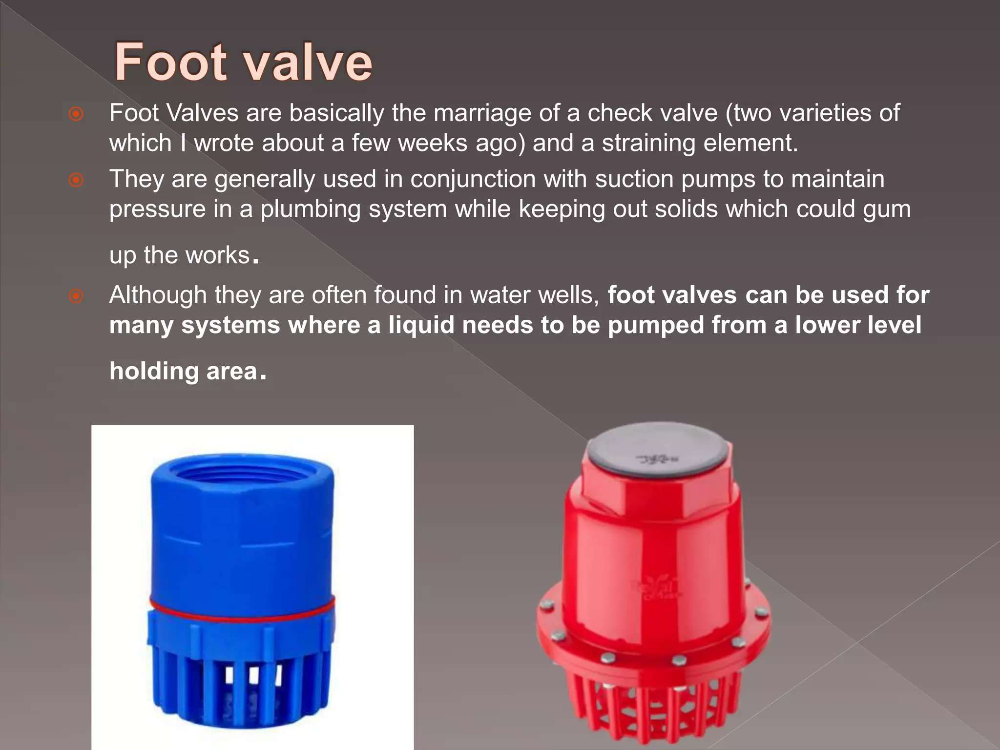 Foot valve
Foot Valves are basically the marriage of a check valve (two varieties of
which I wrote about a few weeks ago) and a straining element.
They are generally used in conjunction with suction pumps to maintain
pressure in a plumbing system while keeping out solids which could gum
up the works.
Although they are often found in water wells, foot valves can be used for
many systems where a liquid needs to be pumped from a lower level
holding area.
Royal